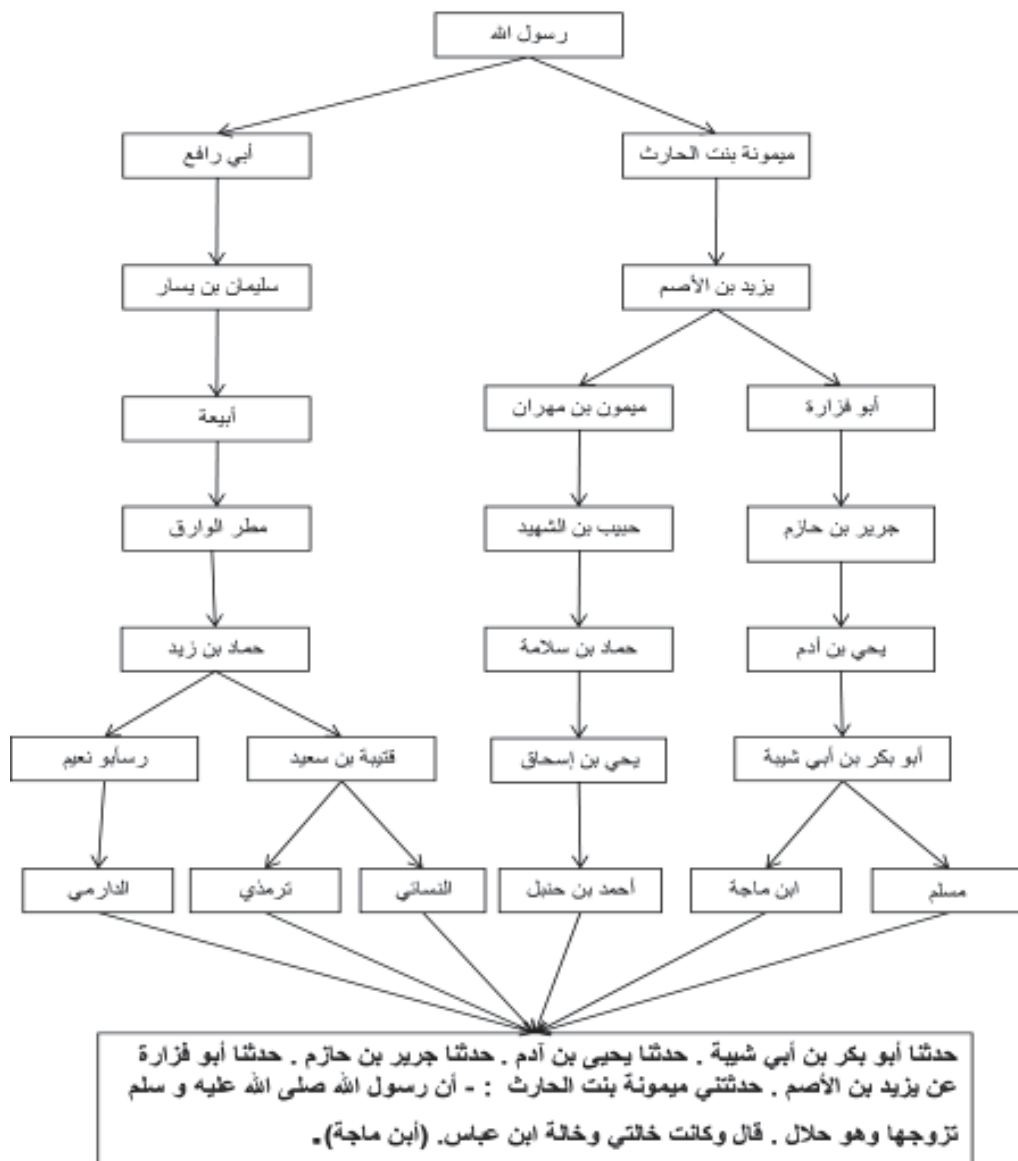 رسول الله
أبي رافع
ميمونة بنت الحارث
سليمان بن يسار
يزيد بن الأصم
أبيعة
ميمون بن مهران
أبو فزارة
مطر الوارق
حبيب بن الشهيد
جرير بن حازم
حماد بن زيد
حماد بن سلامة
يحي بن أدم
رسأبو نعيم
قتيبة بن سعيد
يحي بن إسحاق
أبو بكر بن أبي شيبة
الدارمي
ترمذي
النسائي
أحمد بن حنبل
ابن ماجة
مسلم
حدثنا أبو بكر بن أبي شيبة . حدثنا يحيى بن آدم . حدثنا جرير بن حازم . حدثنا أبو فزارة
عن يزيد بن الأصم . حدثتني ميمونة بنت الحارث : - أن رسول الله صلى الله عليه و سلم
تزوجها وهو حلال . قال وكانت خالتي وخالة ابن عباس. (أبن ماجة).